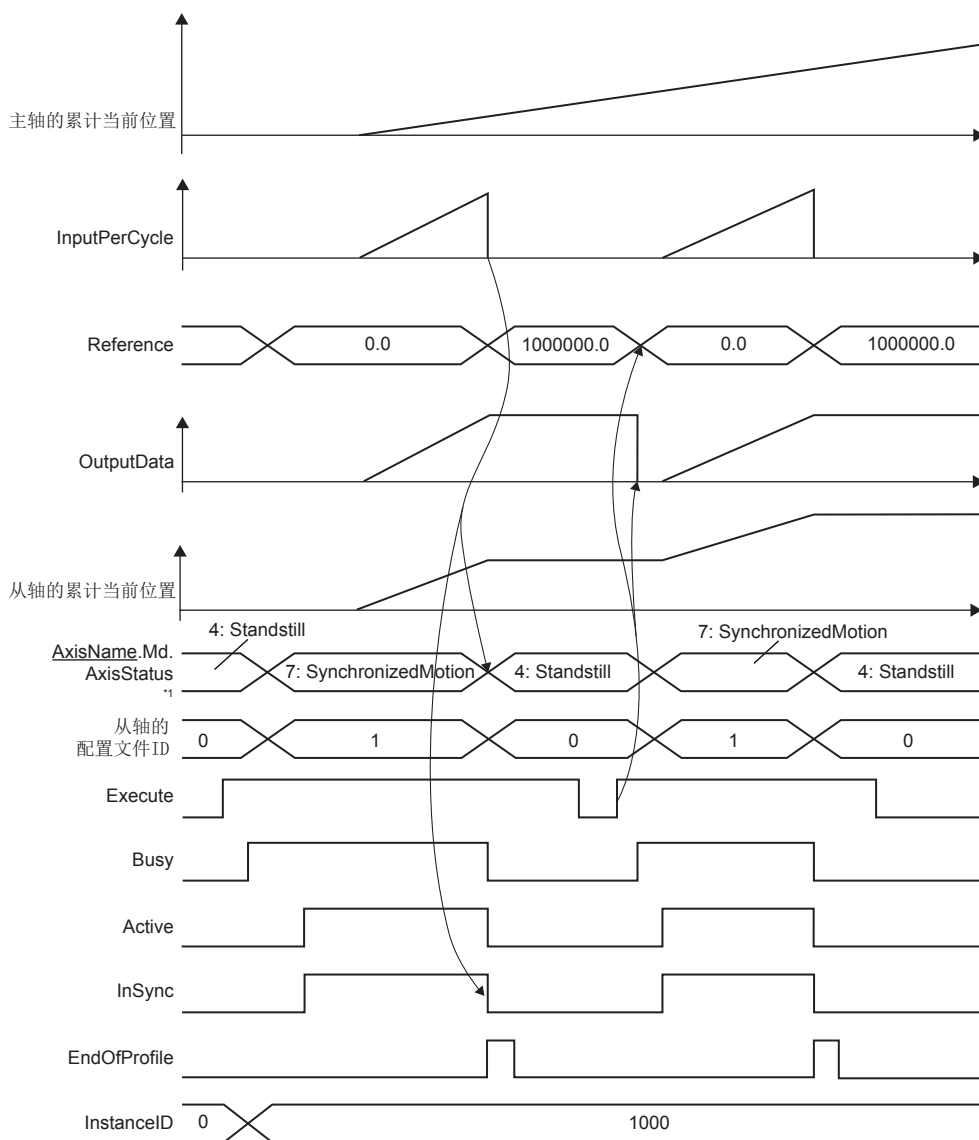 主轴的累计当前位置
InputPerCycle
Reference
0.0
1000000.0
0.0
1000000.0
OutputData
从轴的累计当前位置
4: Standstill
7: SynchronizedMotion
AxisName.Md.
AxisStatus
*1
7: SynchronizedMotion
4: Standstill
4: Standstill
从轴的
配置文件ID
0
1
0
1
0
Execute
Busy
Active
InSync
EndOfProfile
InstanceID
0
1000